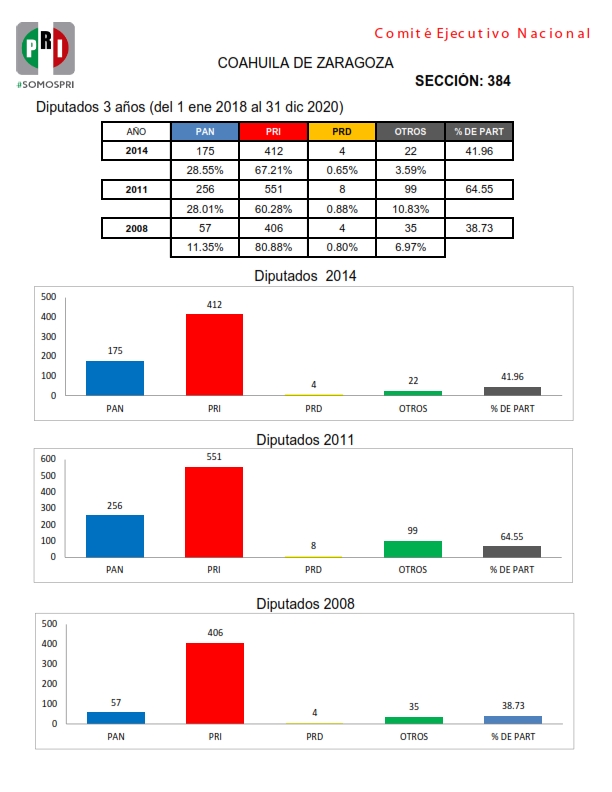 Comité Ejecutivo Nacional
PRI
#SOMOSPRI
COAHUILA DE ZARAGOZA
SECCIÓN: 384
Diputados 3 años (del 1 ene 2018 al 31 dic 2020)
AÑO PAN PRI PRD OTROS % DE PART
2014 175 412 4 22 41.96
28.55% 67.21% 0.65% 3.59%
2011 256 551 8 99 64.55
28.01% 60.28% 0.88% 10.83%
2008 57 406 4 35 38.73
11.35% 80.88% 0.80% 6.97%
Diputados 2014
500
400
300
200
100
0
175 412 4 22 41.96
PAN PRI PRD OTROS % DE PART
Diputados 2011
600
500
400
300
200
100
0
256 551 8 99 64.55
PAN PRI PRD OTROS % DE PART
Diputados 2008
500
400
300
200
100
0
57 406 4 35 38.73
PAN PRI PRD OTROS % DE PART